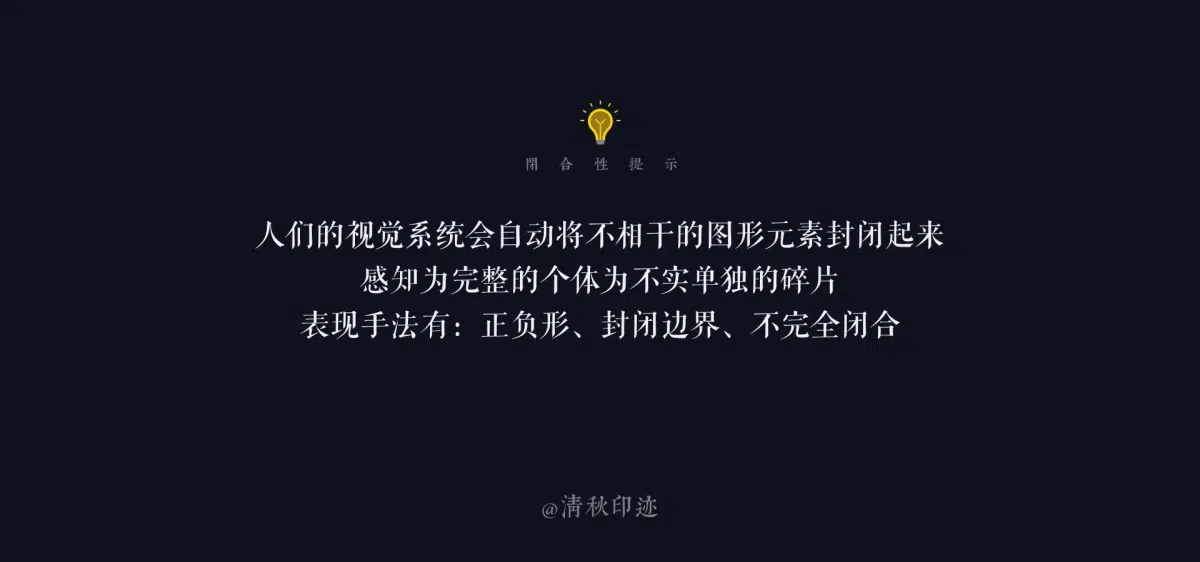 閉合性提示
人们的视觉系统会自动将不相干的图形元素封闭起来
感知为完整的个体为不实单独的碎片
表现手法有：正负形、封闭边界、不完全闭合
@清秋印迹